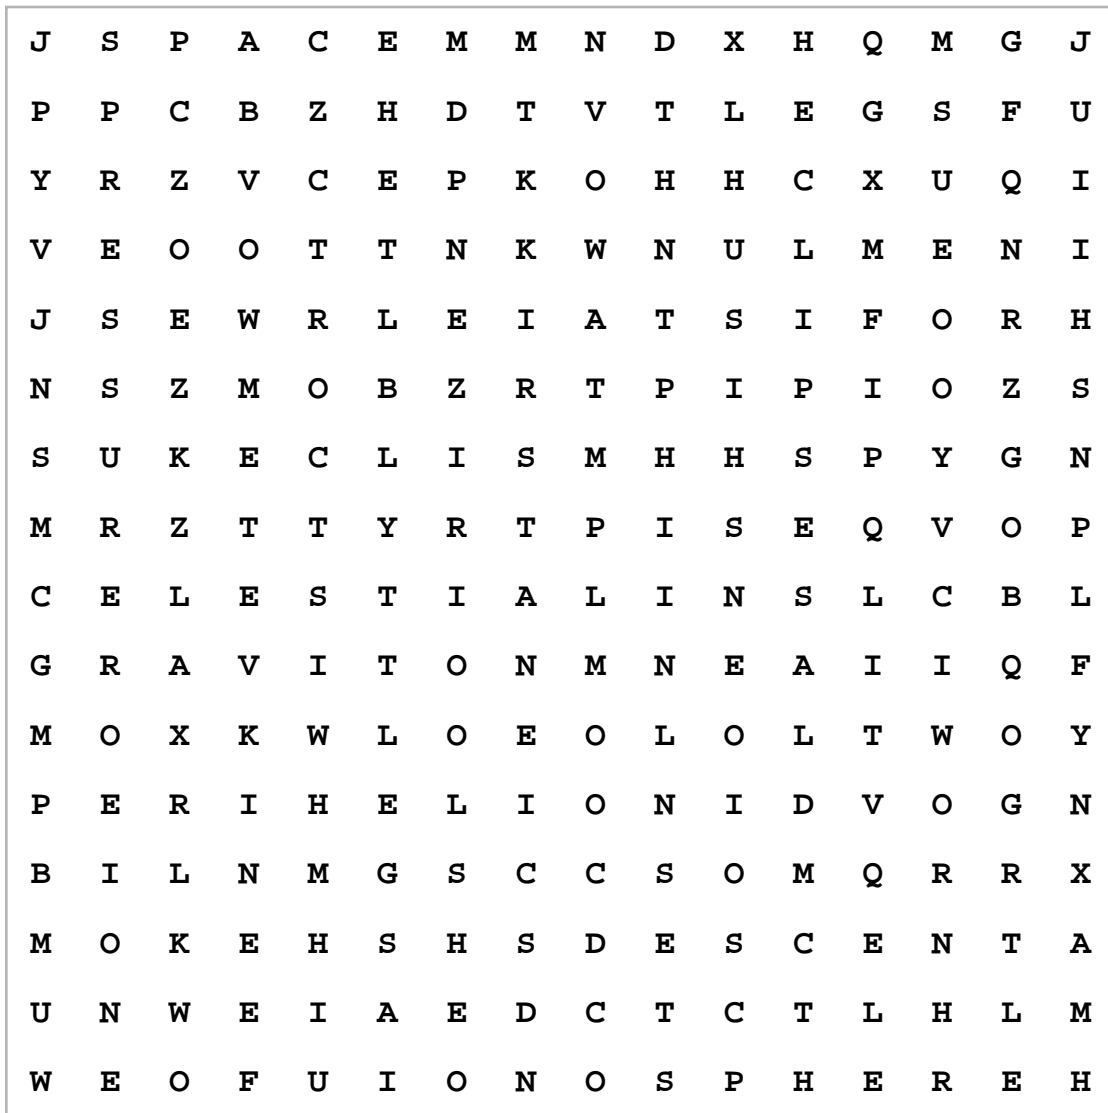 J S P A C E M M N D X H Q M G J
P P C B Z H D T V T L E G S F U
Y R Z V C E P K O H H C X U Q I
V E O O T T N K W N U L M E N I
J S E W R L E I A T S I F O R H
N S Z M O B Z R T P I P I O Z S
S U K E C L I S M H H S P Y G N
M R Z T T Y R T P I S E Q V O P
C E L E S T I A L I N S L C B L
G R A V I T O N M N E A I I Q F
M O X K W L O E O L O L T W O Y
P E R I H E L I O N I D V O G N
B I L N M G S C C S O M Q R R X
M O K E H S H S D E S C E N T A
U N W E I A E D C T C T L H L M
W E O F U I O N O S P H E R E H